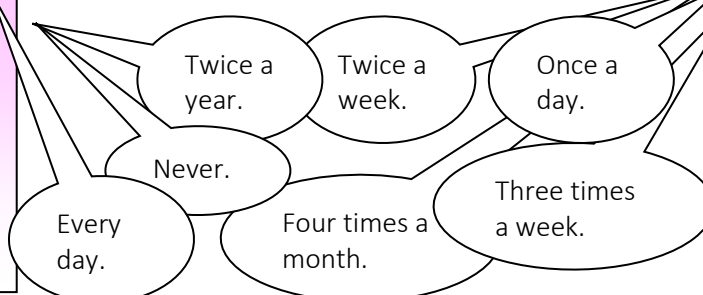 Twice a
year.
Twice a
week.
Once a
day.
Never.
Three times
a week.
Every
day.
Four times a
month.